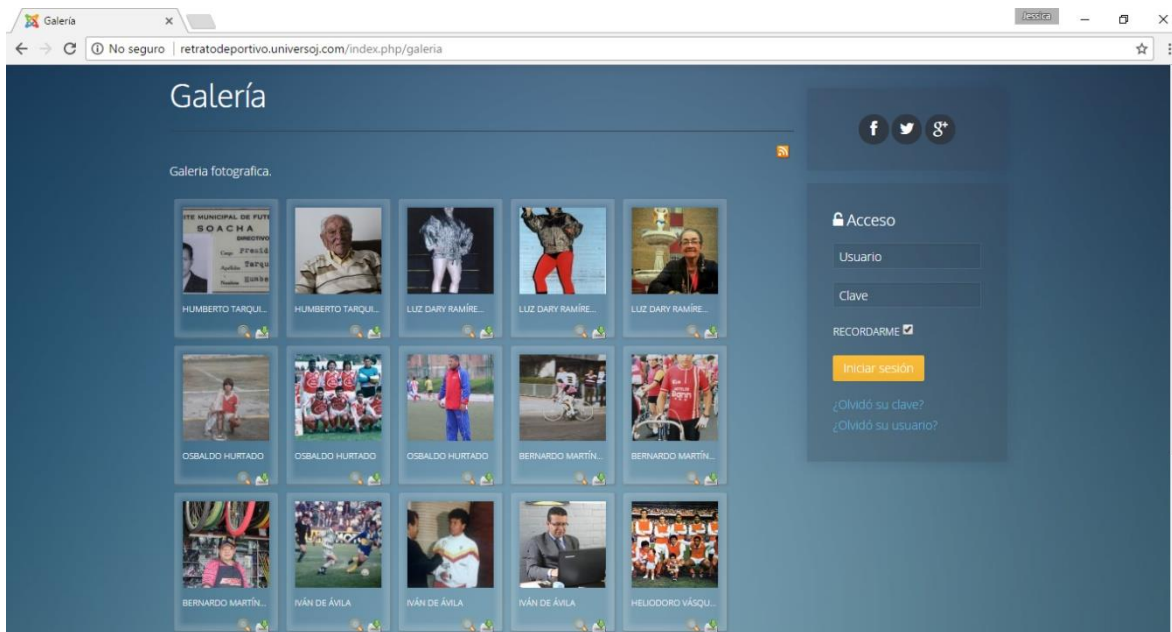 Galería
Jessica
No seguro | retratodeportivo.universoj.com/index.php/galeria
Galería
Galeria fotografica.
f
g+
Acceso
Usuario
Clave
RECORDARME
Iniciar sesión
¿Olvidó su clave?
¿Olvidó su usuario?
SOACHA
HUMBERTO TARQUI...
HUMBERTO TARQUI...
LUZ DARY RAMÍRE...
LUZ DARY RAMÍRE...
LUZ DARY RAMÍRE...
OSBALDO HURTADO
OSBALDO HURTADO
OSBALDO HURTADO
BERNARDO MARTÍN...
BERNARDO MARTÍN...
BERNARDO MARTÍN...
IVÁN DE ÁVILA
IVÁN DE ÁVILA
IVÁN DE ÁVILA
HELIODORO VÁSQU...